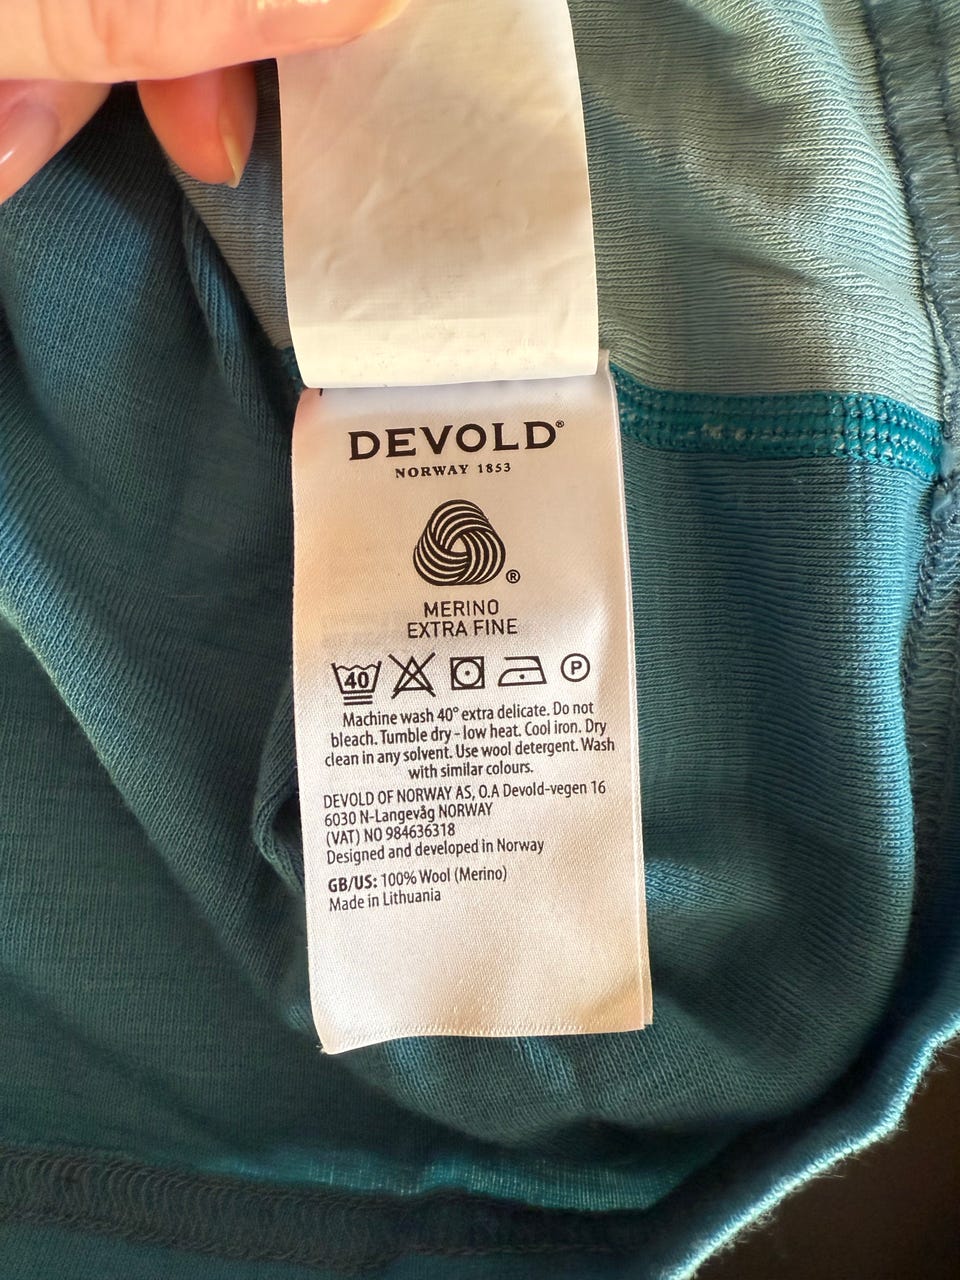 DEVOLD®
NORWAY 1853
®
MERINO
EXTRA FINE
40 P
Machine wash 40° extra delicate. Do not
bleach. Tumble dry - low heat. Cool iron. Dry
clean in any solvent. Use wool detergent. Wash
with similar colours.
DEVOLD OF NORWAY AS, O.A Devold-vegen 16
6030 N-Langevåg NORWAY
(VAT) NO 984636318
Designed and developed in Norway
GB/US: 100% Wool (Merino)
Made in Lithuania